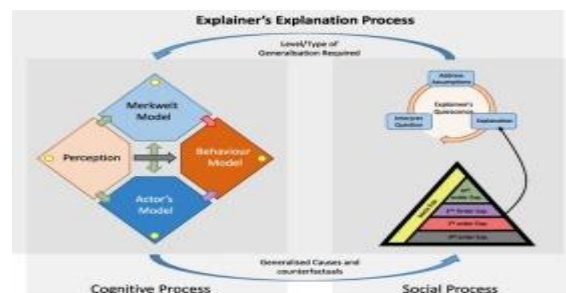 Explainer's Explanation Process
Level/Type of
Generalisation Required
Merkwelt
Model
Perception
Behaviour
Model
Actor's
Model
Address
Assumptions
Explainer's
Quiescence
Interpret
Question
Explanation
Generalised Causes and
counterfactuals
Cognitive Process
Social Process